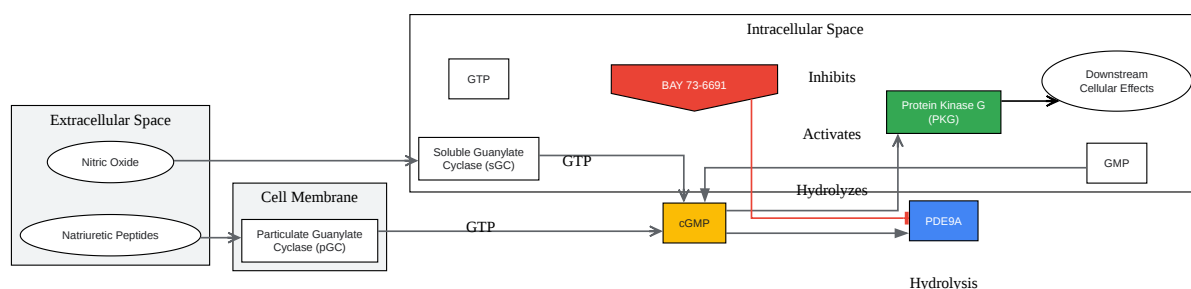 Intracellular Space
GTP
BAY 73-6691
Inhibits
Downstream
Cellular Effects
Protein Kinase G
(PKG)
Extracellular Space
Nitric Oxide
Soluble Guanylate
Cyclase (sGC)
GTP
Activates
GMP
Cell Membrane
Hydrolyzes
Natriuretic Peptides
Particulate Guanylate
Cyclase (pGC)
GTP
cGMP
PDE9A
Hydrolysis